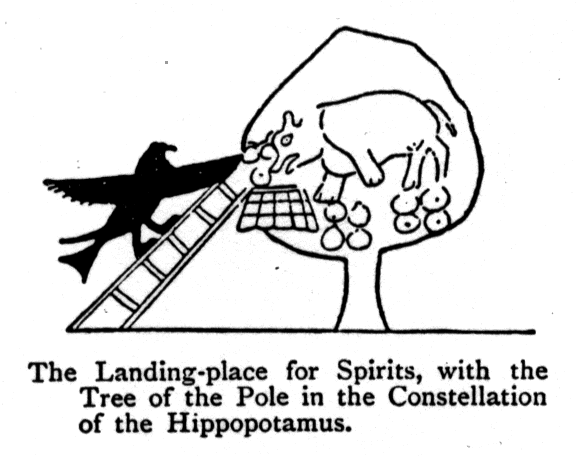 The Landing-place for Spirits, with the
Tree of the Pole in the Constellation
of the Hippopotamus.